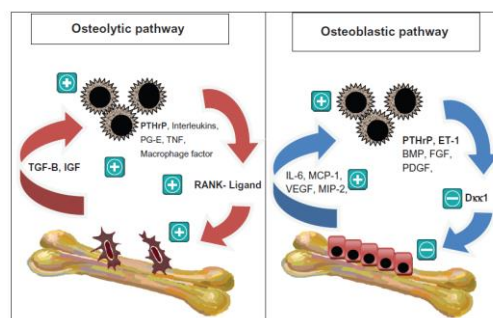 Osteolytic pathway
PTHrP, Interleukins,
PG-E, TNF,
Macrophage factor
TGF-B, IGF
RANK- Ligand
Osteoblastic pathway
PTHrP, ET-1
BMP, FGF,
PDGF,
IL-6, MCP-1,
VEGF, MIP-2,
Dκκ1